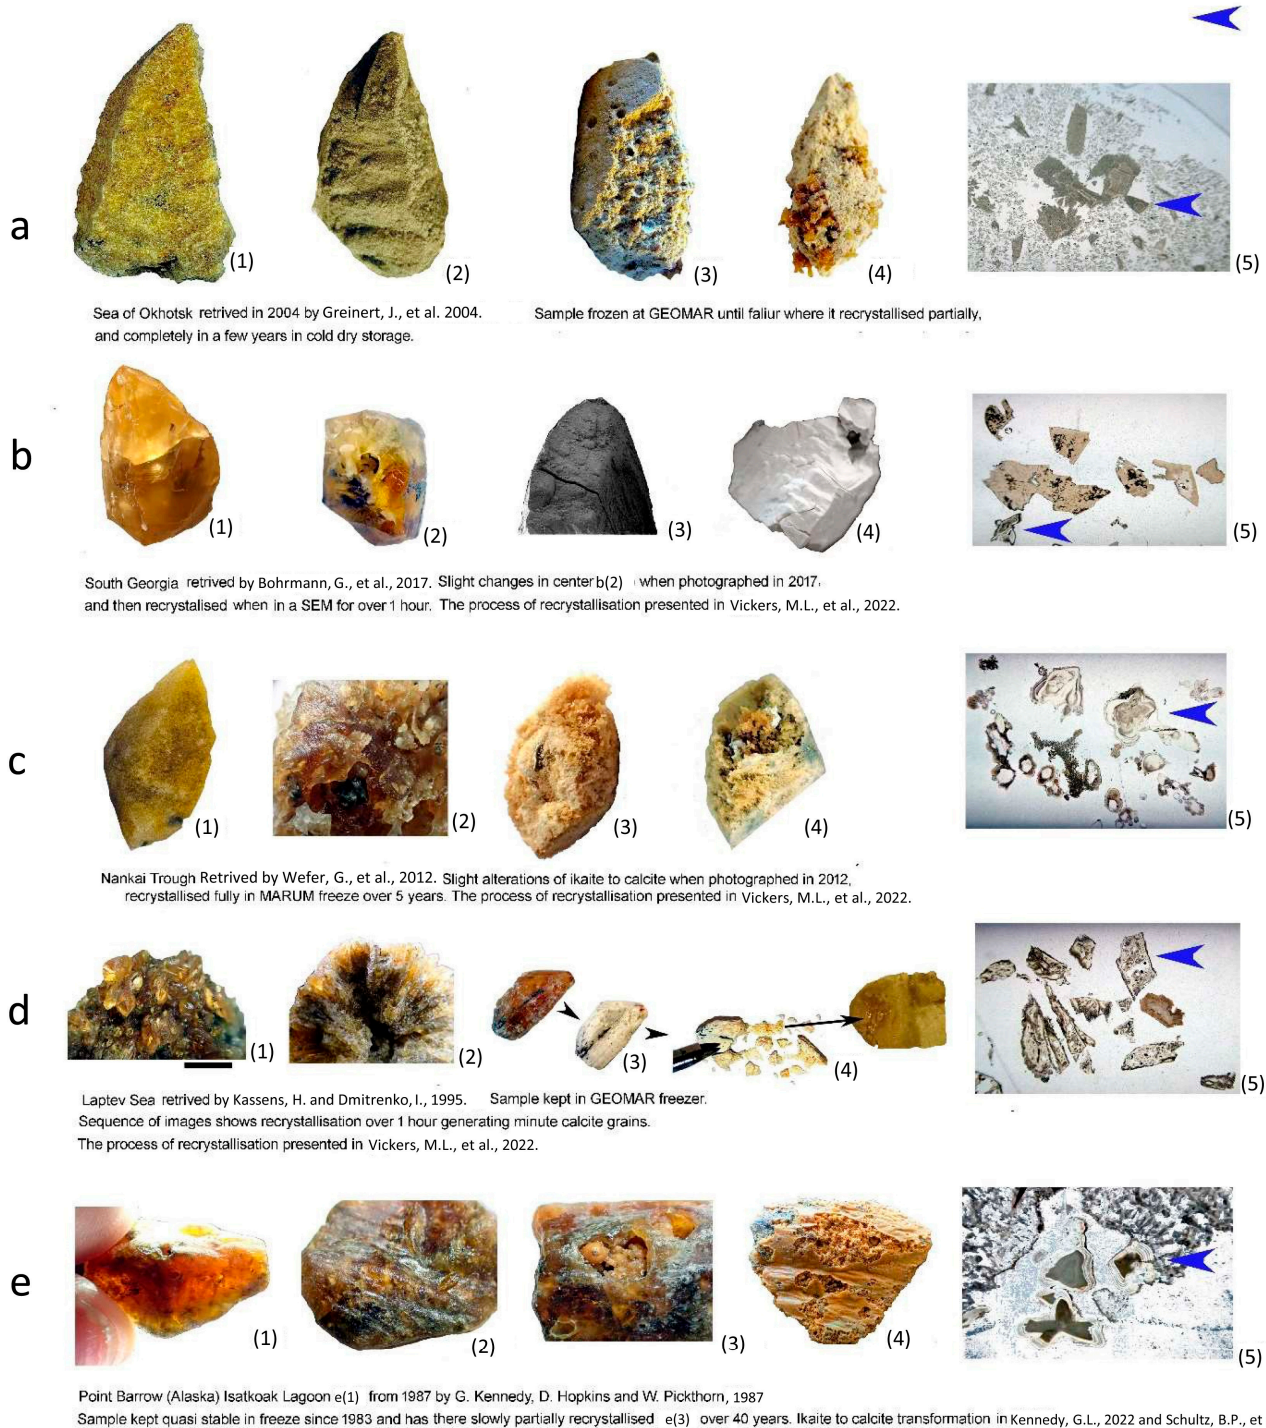 a
(1)
(2)
(3)
(4)
(5)
Sea of Okhotsk retrived in 2004 by Greinert, J., et al. 2004.
Sample frozen at GEOMAR until faliur where it recrystallised partially,
and completely in a few years in cold dry storage.
b
(1)
(2)
(3)
(4)
(5)
South Georgia retrived by Bohrmann, G., et al., 2017. Slight changes in center b(2) when photographed in 2017,
and then recrystalised when in a SEM for over 1 hour. The process of recrystallisation presented in Vickers, M.L., et al., 2022.
c
(1)
(2)
(3)
(4)
(5)
Nankai Trough Retrived by Wefer, G., et al., 2012. Slight alterations of ikaite to calcite when photographed in 2012,
recrystallised fully in MARUM freeze over 5 years. The process of recrystallisation presented in Vickers, M.L., et al., 2022.
d
(1)
(2)
(3)
(4)
(5)
Laptev Sea retrived by Kassens, H. and Dmitrenko, I., 1995. Sample kept in GEOMAR freezer.
Sequence of images shows recrystallisation over 1 hour generating minute calcite grains.
The process of recrystallisation presented in Vickers, M.L., et al., 2022.
e
(1)
(2)
(3)
(4)
(5)
Point Barrow (Alaska) Isatkoak Lagoon e(1) from 1987 by G. Kennedy, D. Hopkins and W. Pickthorn, 1987
Sample kept quasi stable in freeze since 1983 and has there slowly partially recrystallised e(3) over 40 years. Ikaite to calcite transformation in Kennedy, G.L., 2022 and Schultz, B.P., et